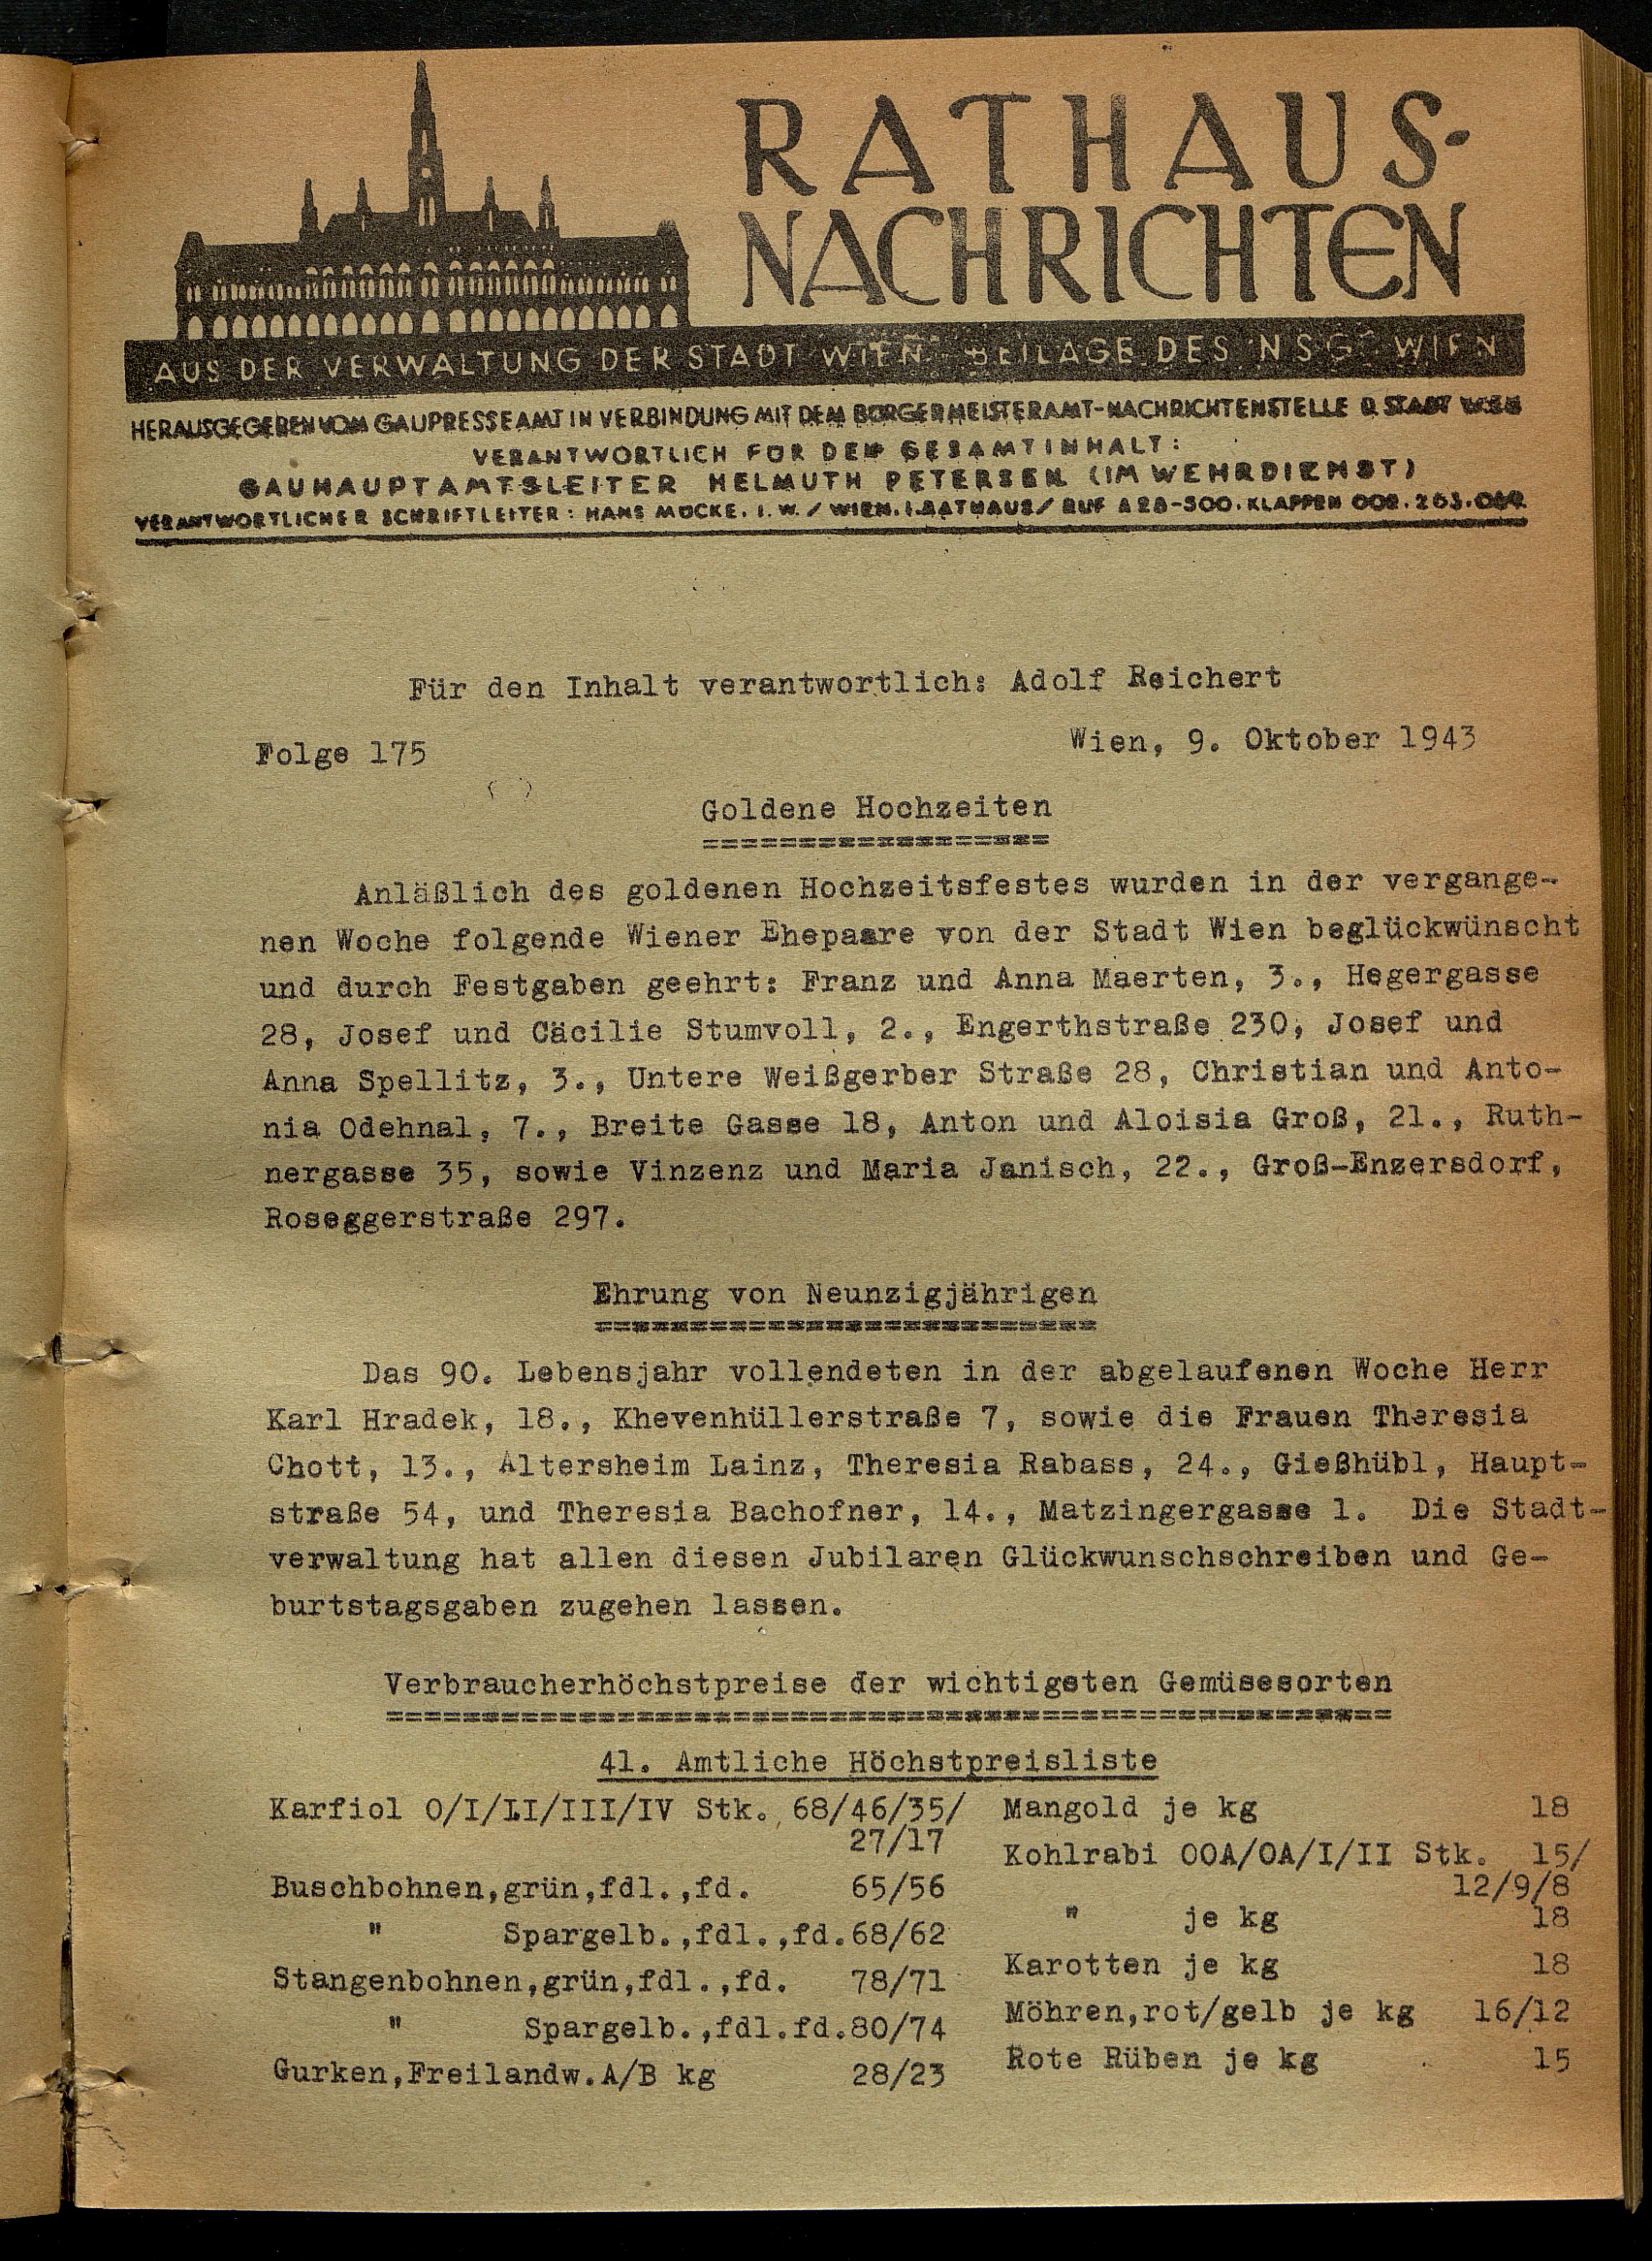 RATHAUS-
NACHRICHTEN
AUS DER VERWALTUNG DER STADT WIEN - BEILAGE DES NSG WIEN
HERAUSGEGEBEN VOM GAUPRESSEAMT IN VERBINDUNG MIT DEM BÜRGERMEISTERAMT-NACHRICHTENSTELLE D. STADT WIEN
VERANTWORTLICH FÜR DEN GESAMTINHALT:
GAUHAUPTAMTSLEITER HELMUTH PETERSEN (IM WEHRDIENST)
VERANTWORTLICHER SCHRIFTLEITER: HANS MÜCKE. I. W. / WIEN. I. RATHAUS / RUF A 28-500. KLAPPEN 002. 263.
Für den Inhalt verantwortlich: Adolf Reichert
Folge 175 Wien, 9. Oktober 1943
Goldene Hochzeiten
==================
Anläßlich des goldenen Hochzeitsfestes wurden in der vergange-
nen Woche folgende Wiener Ehepaare von der Stadt Wien beglückwünscht
und durch Festgaben geehrt: Franz und Anna Maerten, 3., Hegergasse
28, Josef und Cäcilie Stumvoll, 2., Engerthstraße 230, Josef und
Anna Spellitz, 3., Untere Weißgerber Straße 28, Christian und Anto-
nia Odehnal, 7., Breite Gasse 18, Anton und Aloisia Groß, 21., Ruth-
nergasse 35, sowie Vinzenz und Maria Janisch, 22., Groß-Enzersdorf,
Roseggerstraße 297.
Ehrung von Neunzigjährigen
==========================
Das 90. Lebensjahr vollendeten in der abgelaufenen Woche Herr
Karl Hradek, 18., Khevenhüllerstraße 7, sowie die Frauen Theresia
Chott, 13., Altersheim Lainz, Theresia Rabass, 24., Gießhübl, Haupt-
straße 54, und Theresia Bachofner, 14., Matzingergasse 1. Die Stadt-
verwaltung hat allen diesen Jubilaren Glückwunschschreiben und Ge-
burtstagsgaben zugehen lassen.
Verbraucherhöchstpreise der wichtigsten Gemüsesorten
====================================================
41. Amtliche Höchstpreisliste
Karfiol O/I/II/III/IV Stk. 68/46/35/
27/17
Buschbohnen,grün,fdl.,fd. 65/56
" Spargelb.,fdl.,fd.68/62
Stangenbohnen,grün,fdl.,fd. 78/71
" Spargelb.,fdl.fd.80/74
Gurken,Freilandw.A/B kg 28/23
Mangold je kg 18
Kohlrabi OOA/OA/I/II Stk. 15/
12/9/8
" je kg 18
Karotten je kg 18
Möhren,rot/gelb je kg 16/12
Rote Rüben je kg 15